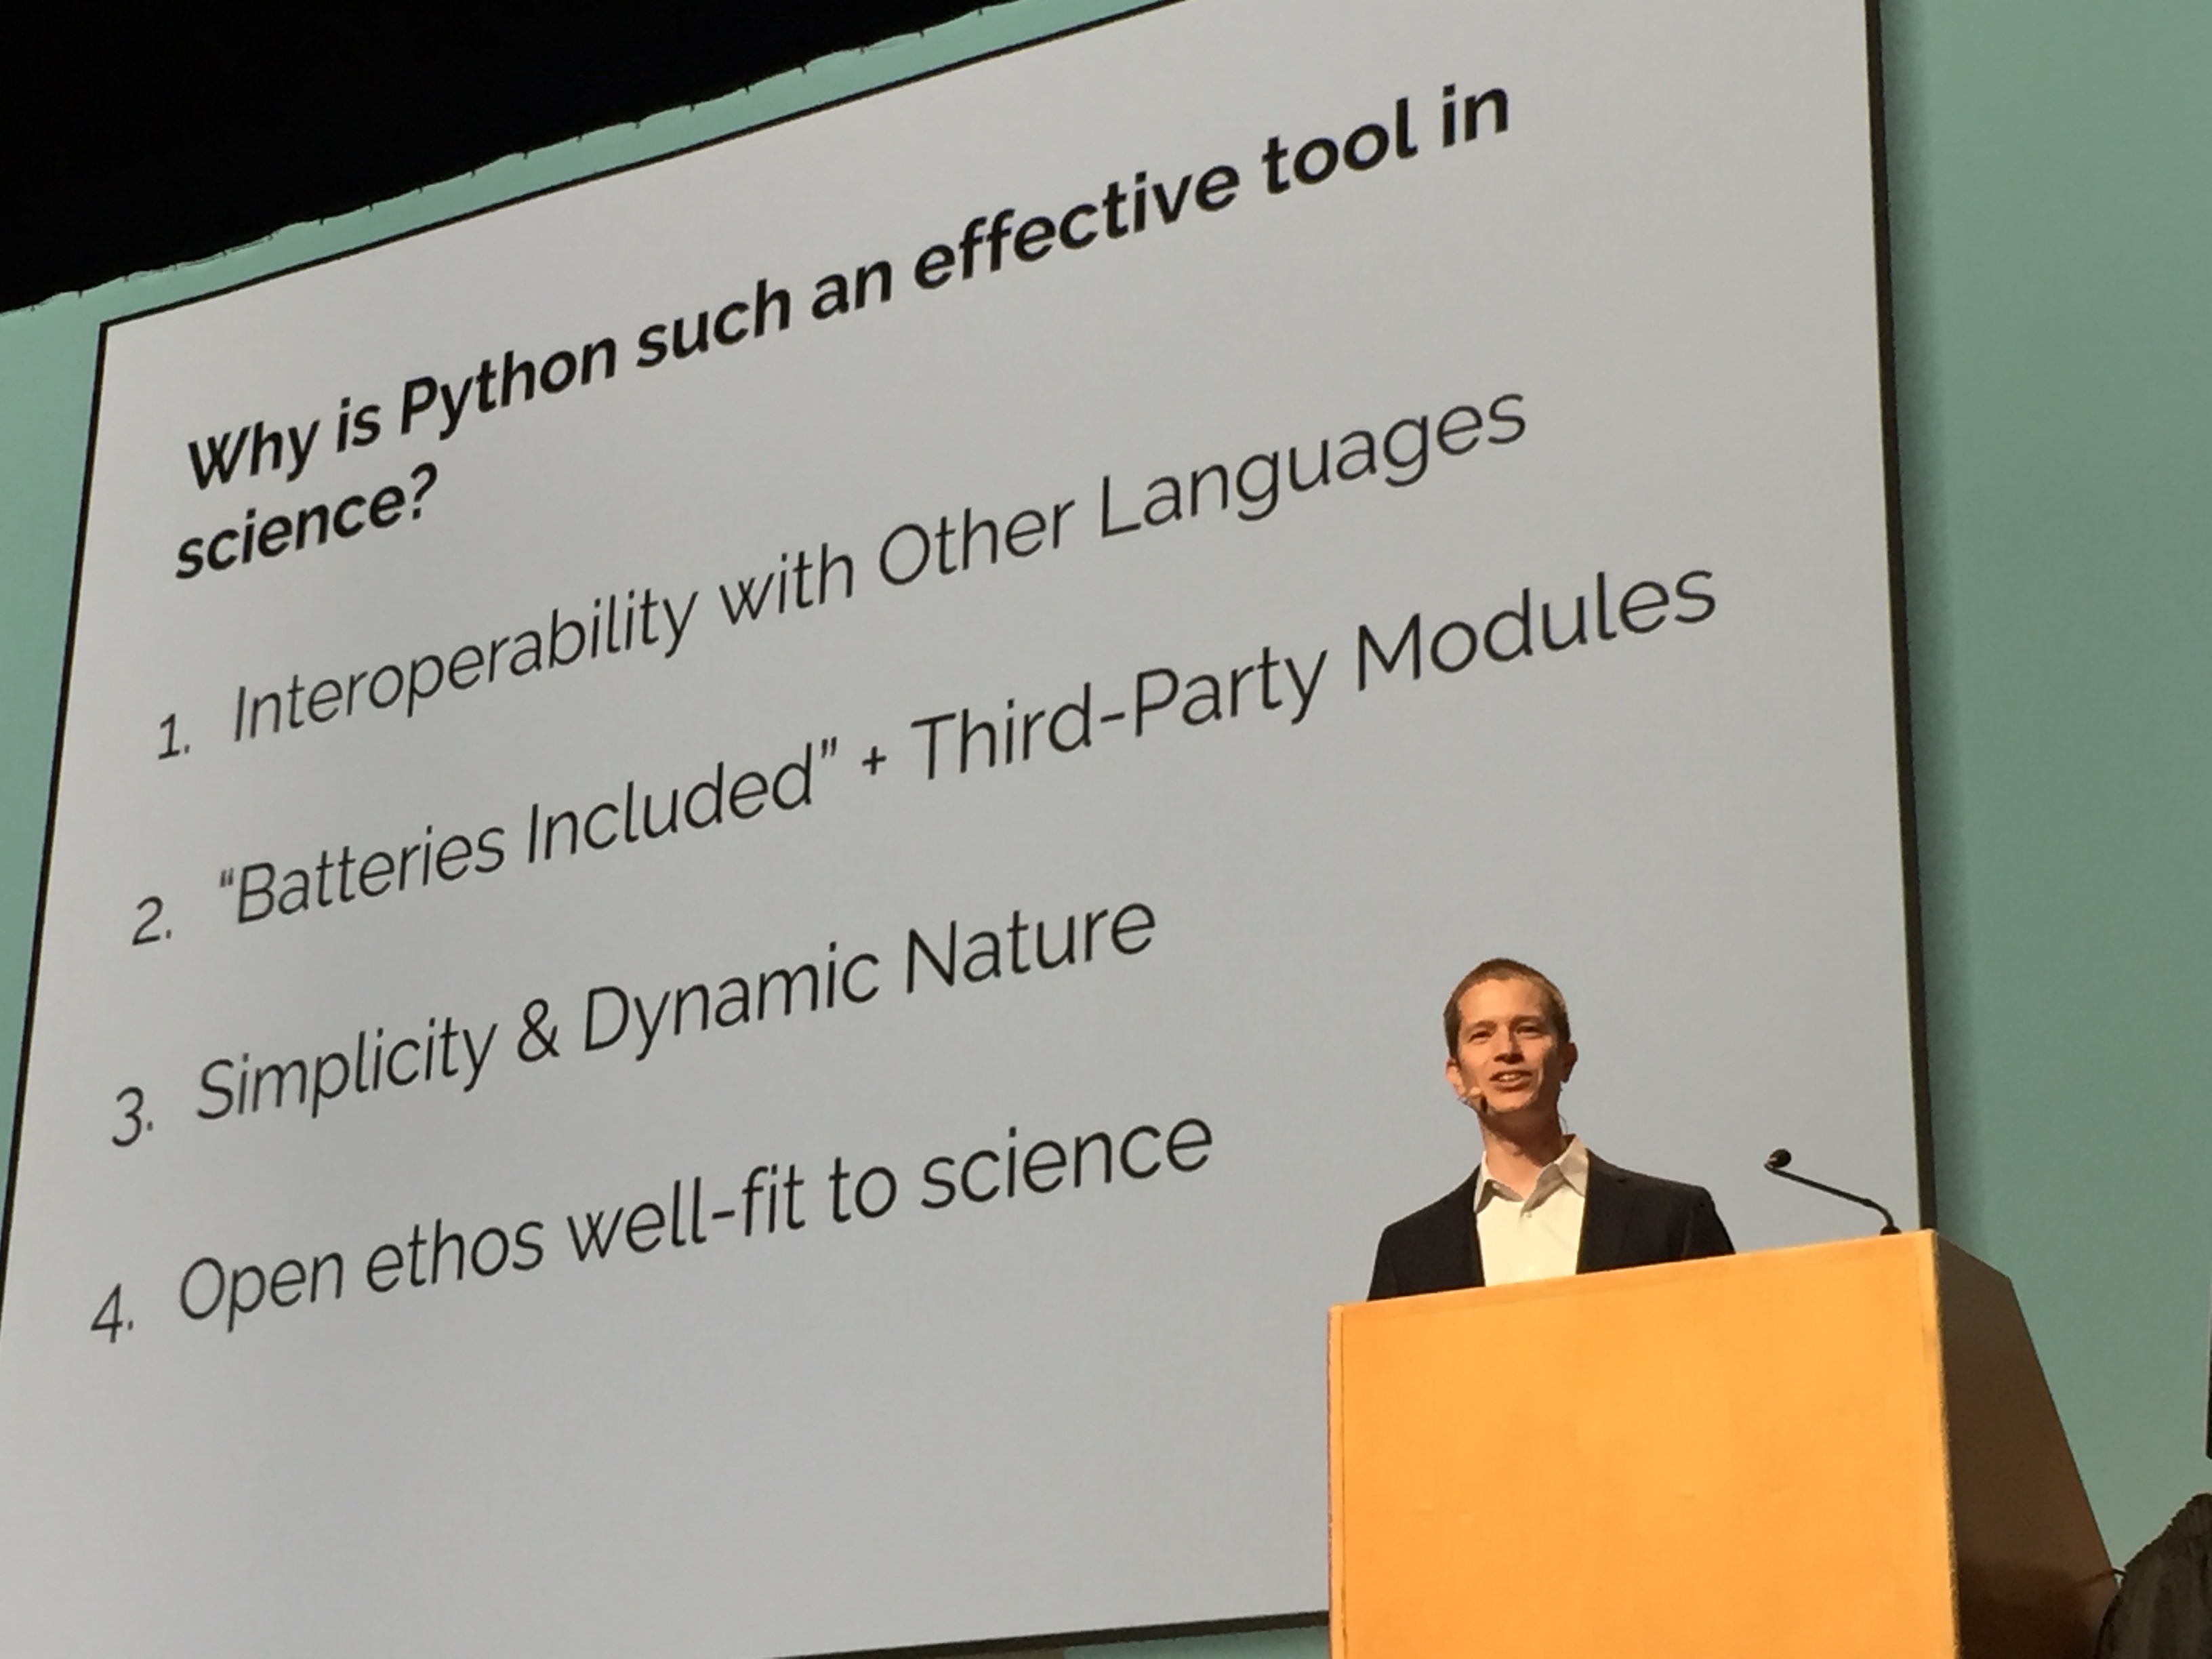 Why is Python such an effective tool in
science?
1. Interoperability with Other Languages
2. “Batteries Included” + Third-Party Modules
3. Simplicity & Dynamic Nature
4. Open ethos well-fit to science